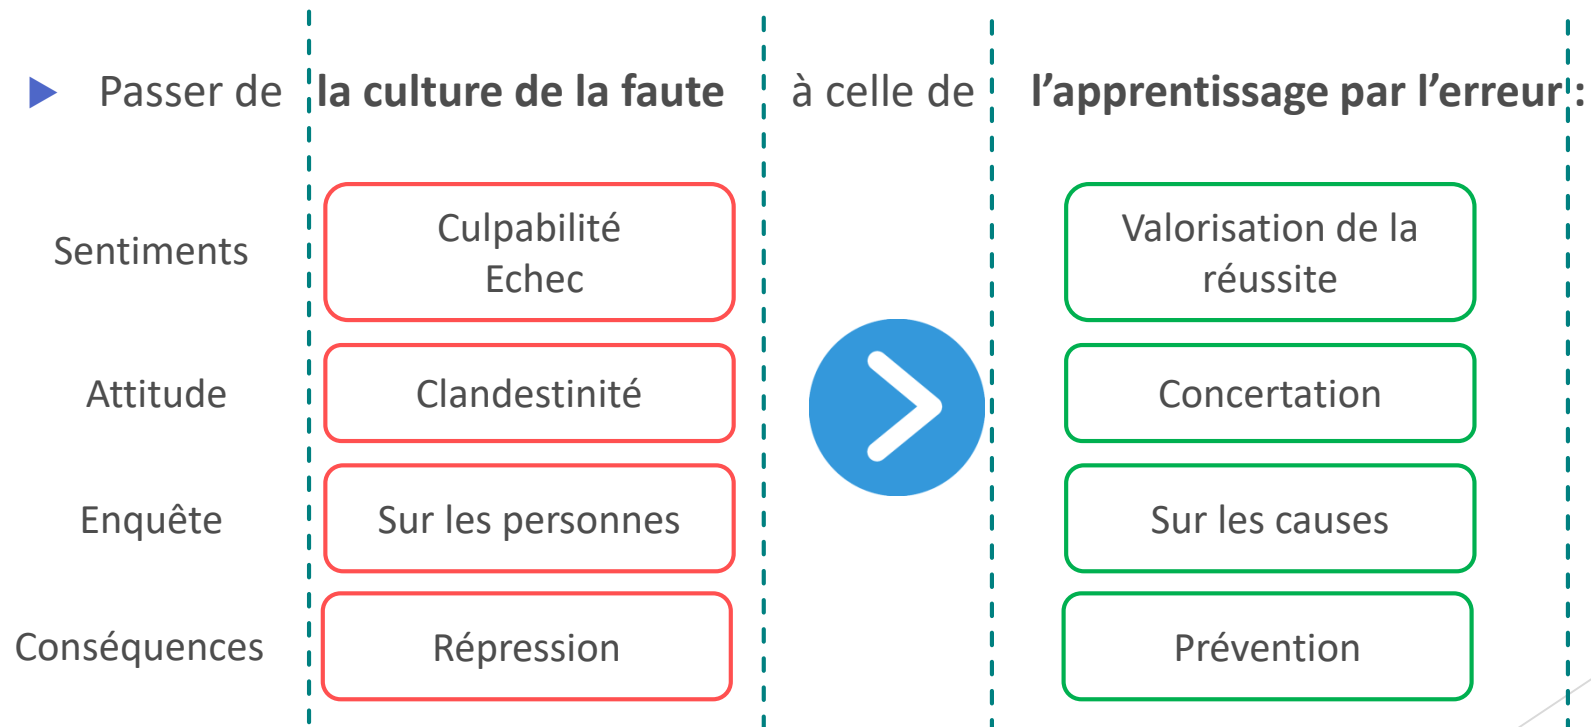 Passer de la culture de la faute à celle de l’apprentissage par l’erreur :
Sentiments
Culpabilité
Echec
Valorisation de la
réussite
Attitude
Clandestinité
Concertation
Enquête
Sur les personnes
Sur les causes
Conséquences
Répression
Prévention